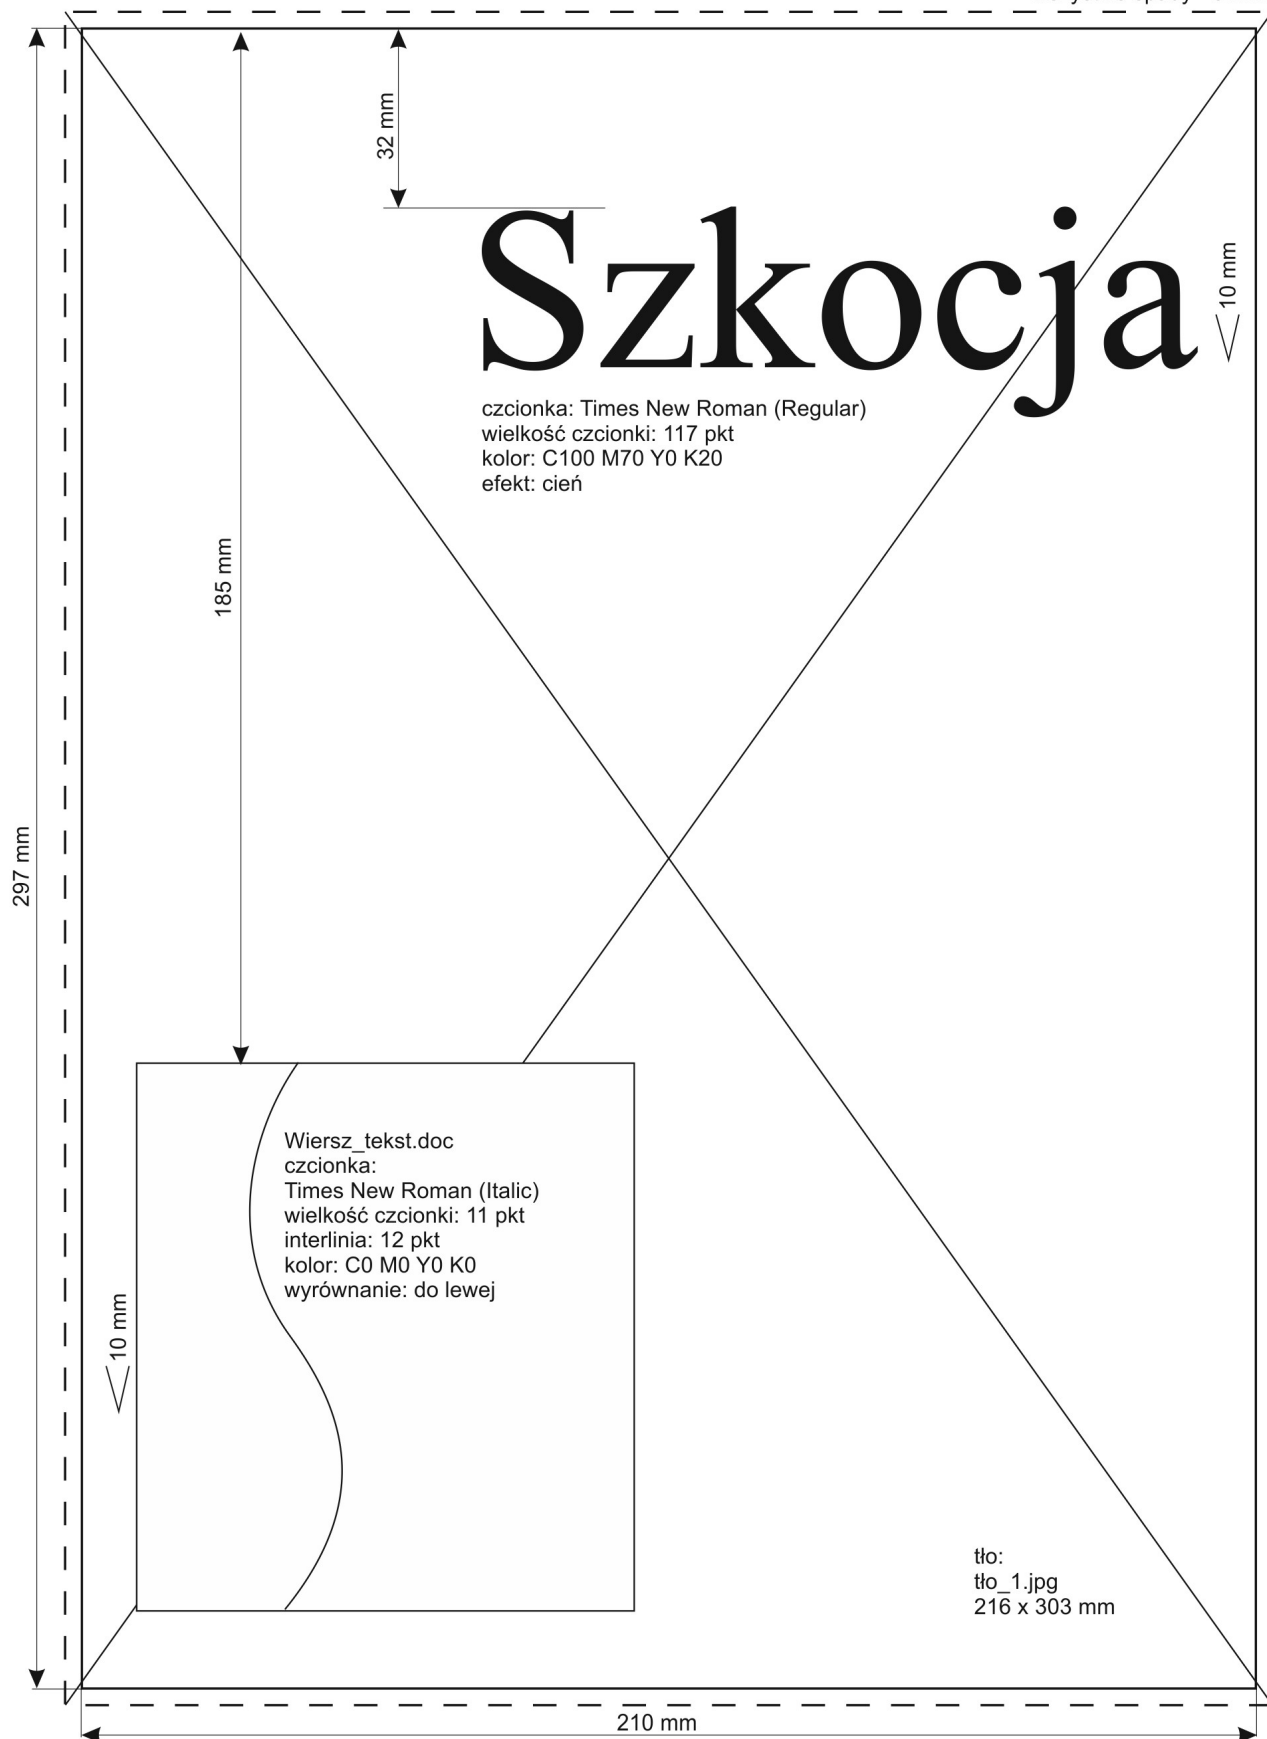 32 mm
Szkocja
10 mm
czcionka: Times New Roman (Regular)
wielkość czcionki: 117 pkt
kolor: C100 M70 Y0 K20
efekt: cień
185 mm
297 mm
Wiersz_tekst.doc
czcionka:
Times New Roman (Italic)
wielkość czcionki: 11 pkt
interlinia: 12 pkt
kolor: C0 M0 Y0 K0
wyrównanie: do lewej
10 mm
tło:
tło_1.jpg
216 x 303 mm
210 mm